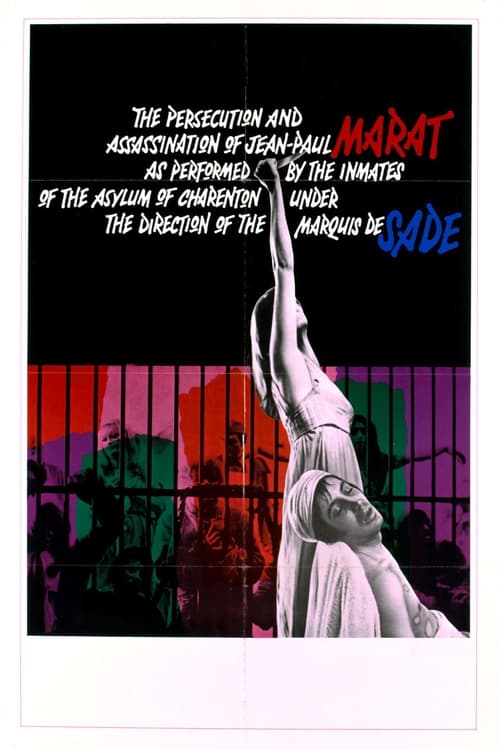 THE PERSECUTION AND
ASSASSINATION OF JEAN-PAUL MARAT
AS PERFORMED BY THE INMATES
OF THE ASYLUM OF CHARENTON UNDER
THE DIRECTION OF THE MARQUIS DE SADE